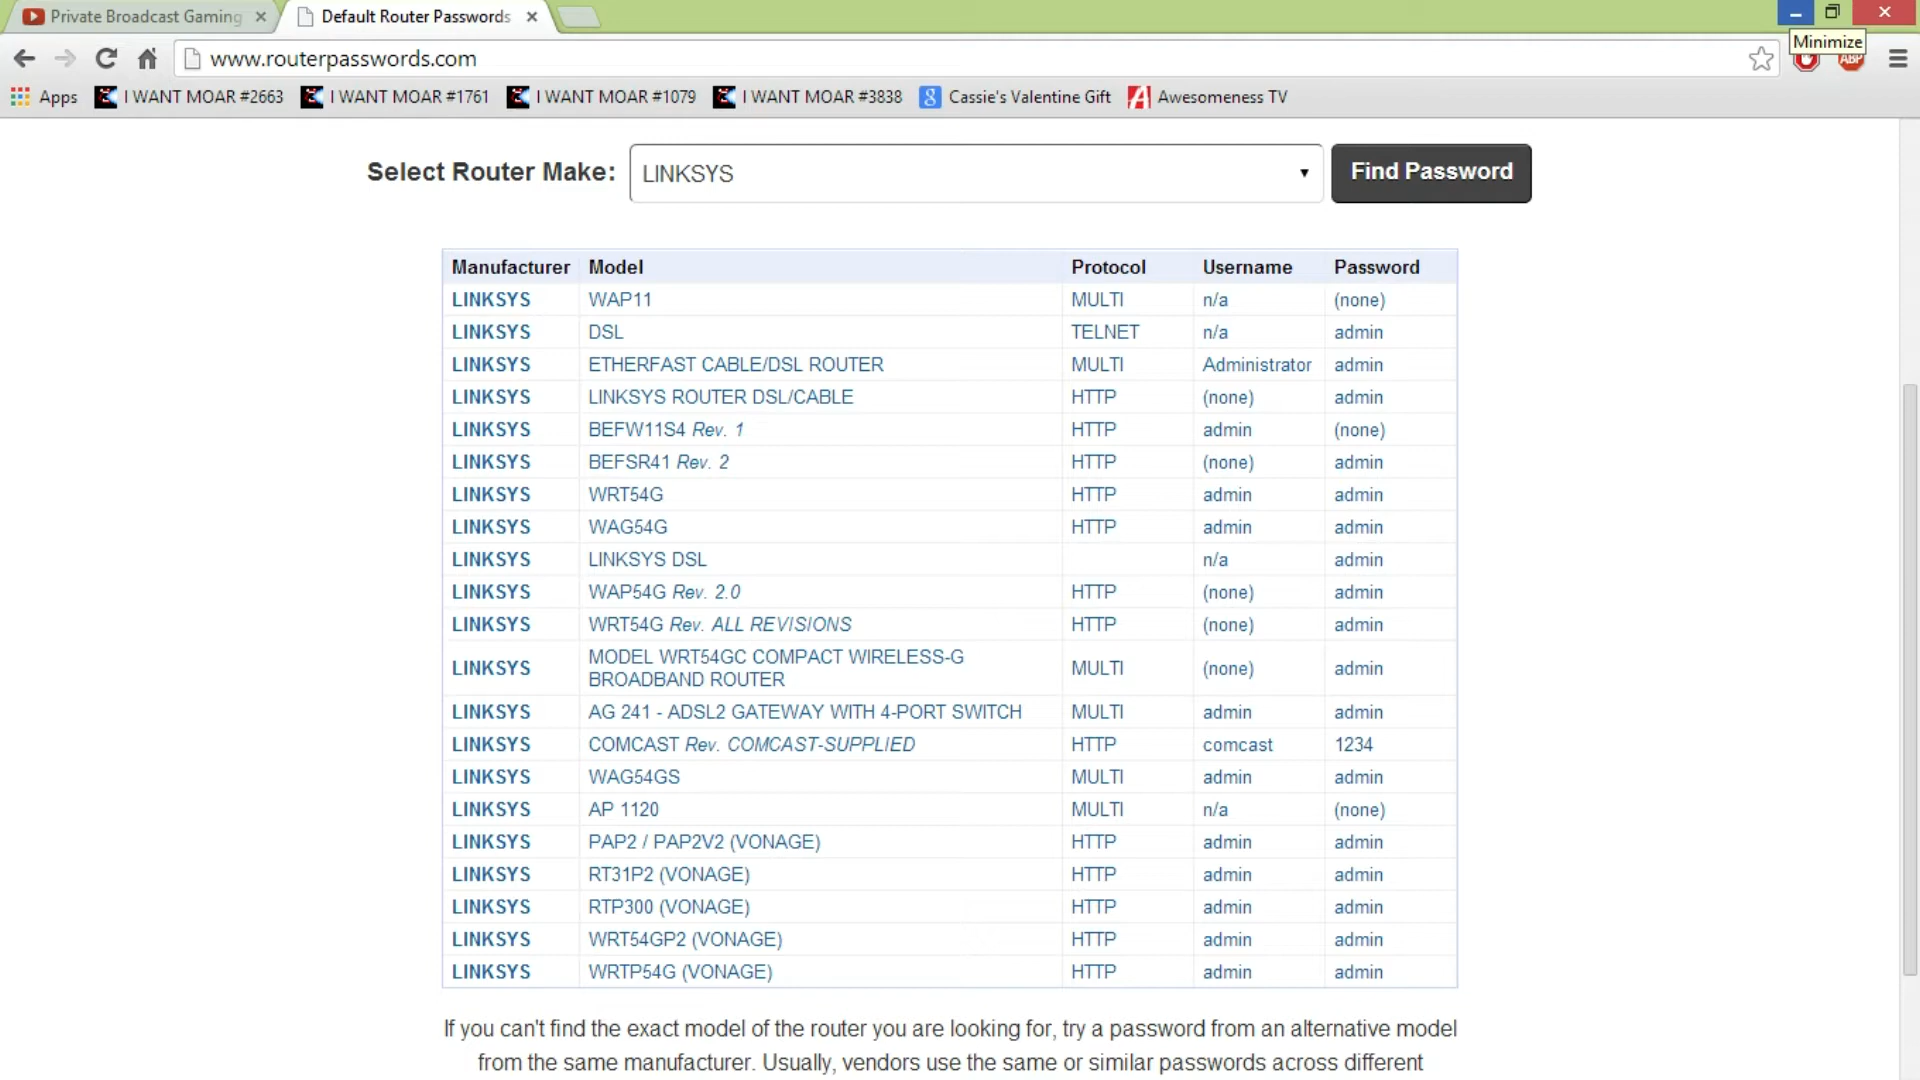 Private Broadcast Gaming
Default Router Passwords
Minimize
www.routerpasswords.com
ABP
Apps
I WANT MOAR #2663
I WANT MOAR #1761
I WANT MOAR #1079
I WANT MOAR #3838
Cassie's Valentine Gift
Awesomeness TV
Select Router Make: LINKSYS Find Password
Manufacturer Model Protocol Username Password
LINKSYS WAP11 MULTI n/a (none)
LINKSYS DSL TELNET n/a admin
LINKSYS ETHERFAST CABLE/DSL ROUTER MULTI Administrator admin
LINKSYS LINKSYS ROUTER DSL/CABLE HTTP (none) admin
LINKSYS BEFW11S4 Rev. 1 HTTP admin (none)
LINKSYS BEFSR41 Rev. 2 HTTP (none) admin
LINKSYS WRT54G HTTP admin admin
LINKSYS WAG54G HTTP admin admin
LINKSYS LINKSYS DSL n/a admin
LINKSYS WAP54G Rev. 2.0 HTTP (none) admin
LINKSYS WRT54G Rev. ALL REVISIONS HTTP (none) admin
LINKSYS MODEL WRT54GC COMPACT WIRELESS-G
BROADBAND ROUTER MULTI (none) admin
LINKSYS AG 241 - ADSL2 GATEWAY WITH 4-PORT SWITCH MULTI admin admin
LINKSYS COMCAST Rev. COMCAST-SUPPLIED HTTP comcast 1234
LINKSYS WAG54GS MULTI admin admin
LINKSYS AP 1120 MULTI n/a (none)
LINKSYS PAP2 / PAP2V2 (VONAGE) HTTP admin admin
LINKSYS RT31P2 (VONAGE) HTTP admin admin
LINKSYS RTP300 (VONAGE) HTTP admin admin
LINKSYS WRT54GP2 (VONAGE) HTTP admin admin
LINKSYS WRTP54G (VONAGE) HTTP admin admin
If you can't find the exact model of the router you are looking for, try a password from an alternative model
from the same manufacturer. Usually, vendors use the same or similar passwords across different